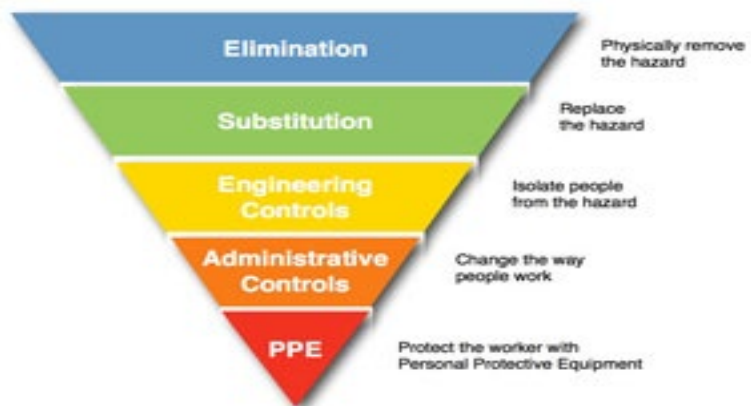 Elimination
Physically remove
the hazard
Substitution
Replace
the hazard
Engineering
Controls
Isolate people
from the hazard
Administrative
Controls
Change the way
people work
PPE
Protect the worker with
Personal Protective Equipment